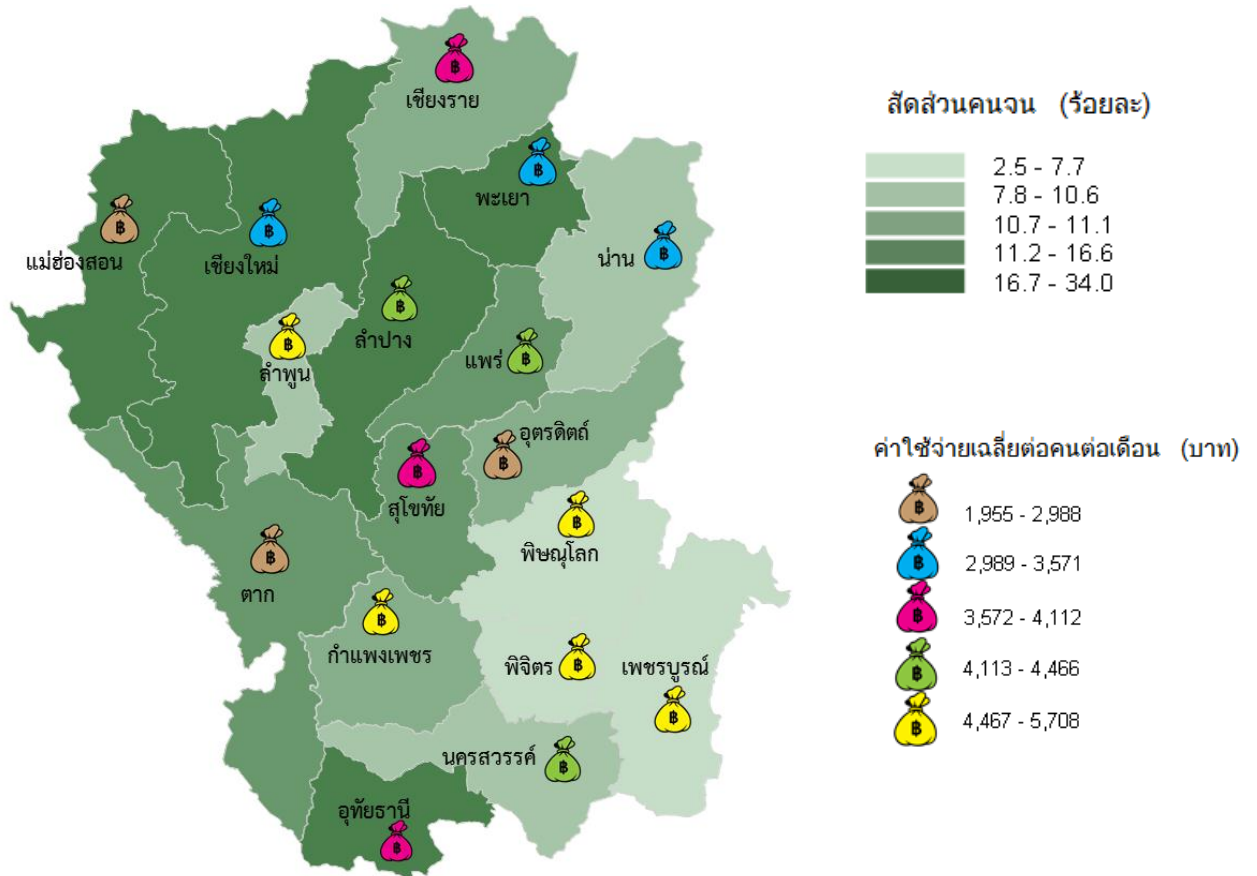 เชียงราย
พะเยา
น่าน
แม่ฮ่องสอน
เชียงใหม่
ลำปาง
แพร่
ลำพูน
อุตรดิตถ์
สุโขทัย
พิษณุโลก
ตาก
กำแพงเพชร
พิจิตร
เพชรบูรณ์
นครสวรรค์
อุทัยธานี
สัดส่วนคนจน (ร้อยละ)
2.5 - 7.7
7.8 - 10.6
10.7 - 11.1
11.2 - 16.6
16.7 - 34.0
ค่าใช้จ่ายเฉลี่ยต่อคนต่อเดือน (บาท)
฿ 1,955 - 2,988
฿ 2,989 - 3,571
฿ 3,572 - 4,112
฿ 4,113 - 4,466
฿ 4,467 - 5,708